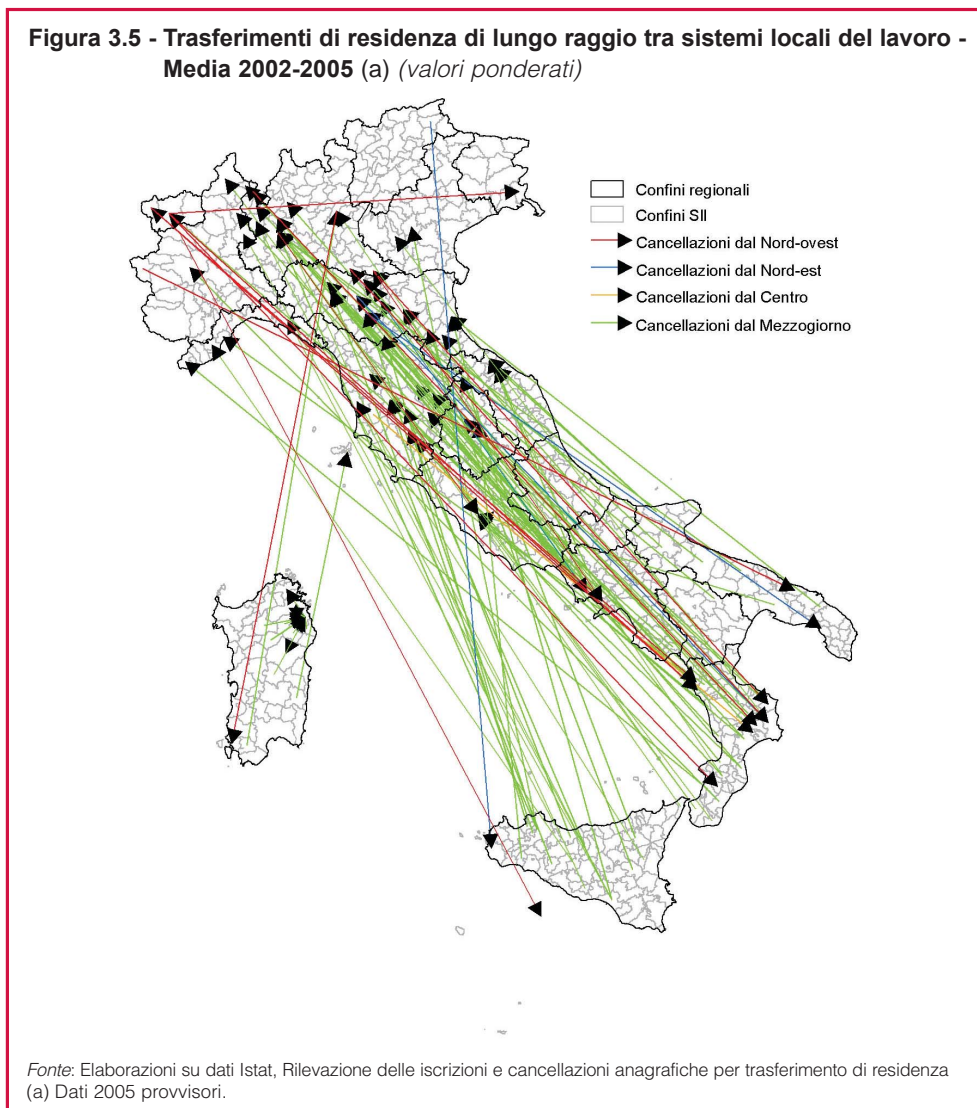 Figura 3.5 - Trasferimenti di residenza di lungo raggio tra sistemi locali del lavoro -
Media 2002-2005 (a) (valori ponderati)
Confini regionali
Confini Sll
Cancellazioni dal Nord-ovest
Cancellazioni dal Nord-est
Cancellazioni dal Centro
Cancellazioni dal Mezzogiorno
Fonte: Elaborazioni su dati Istat, Rilevazione delle iscrizioni e cancellazioni anagrafiche per trasferimento di residenza
(a) Dati 2005 provvisori.